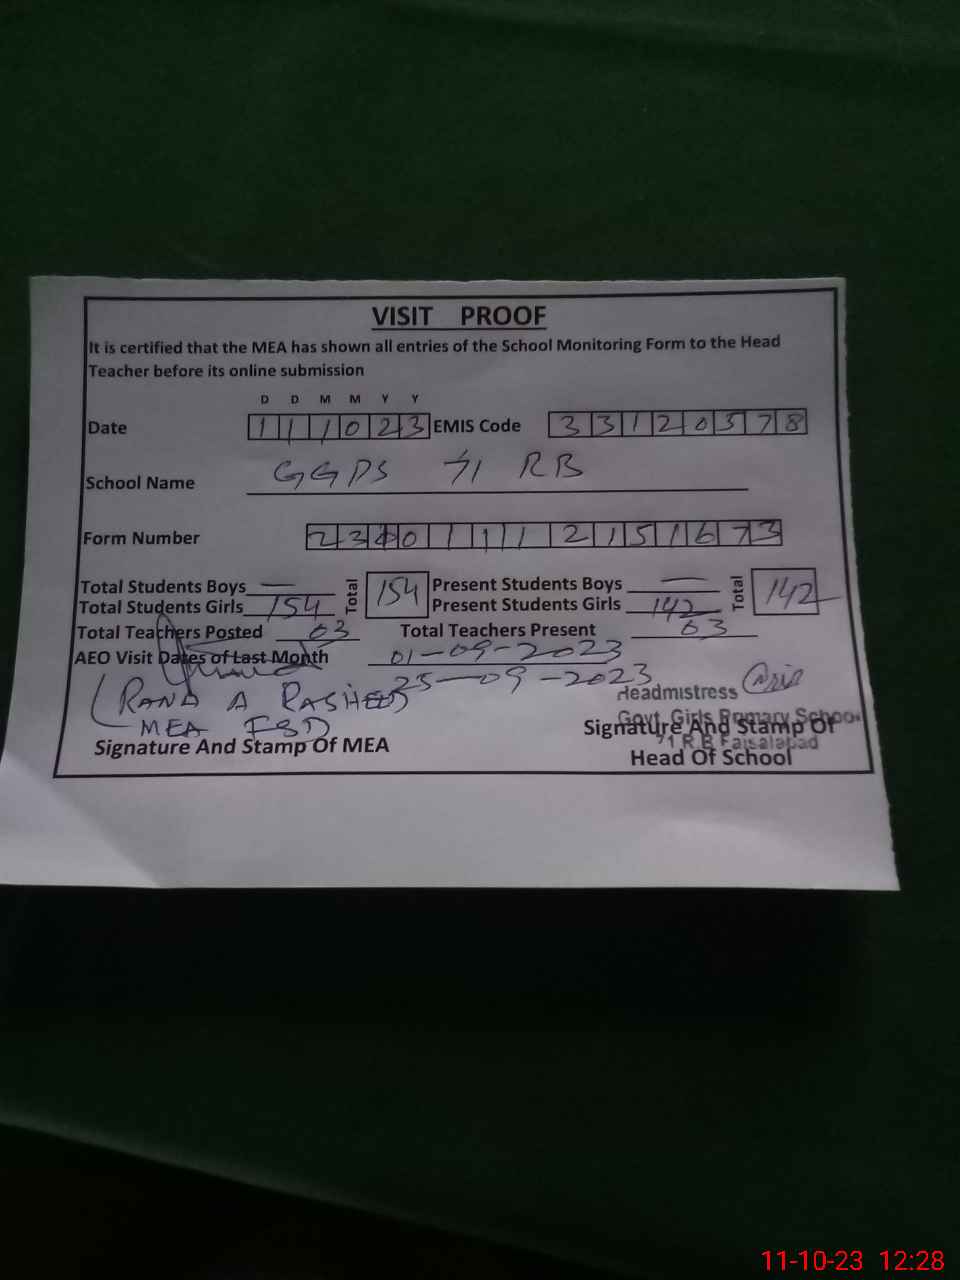 VISIT PROOF
It is certified that the MEA has shown all entries of the School Monitoring Form to the Head
Teacher before its online submission
D D M M Y Y
Date 111023 EMIS Code 33120378
School Name GGPS 71 RB
Form Number 23001112151673
Total Students Boys — Total 154 Present Students Boys — Total 142
Total Students Girls 154 Present Students Girls 142
Total Teachers Posted 03 Total Teachers Present 03
AEO Visit Dates of Last Month 01-09-2023
25-09-2023
RANA A RASHEED
MEA FSD
Signature And Stamp Of MEA
Headmistress
Govt. Girls Primary School
71 R.B Faisalabad
Signature And Stamp Of
Head Of School
11-10-23 12:28